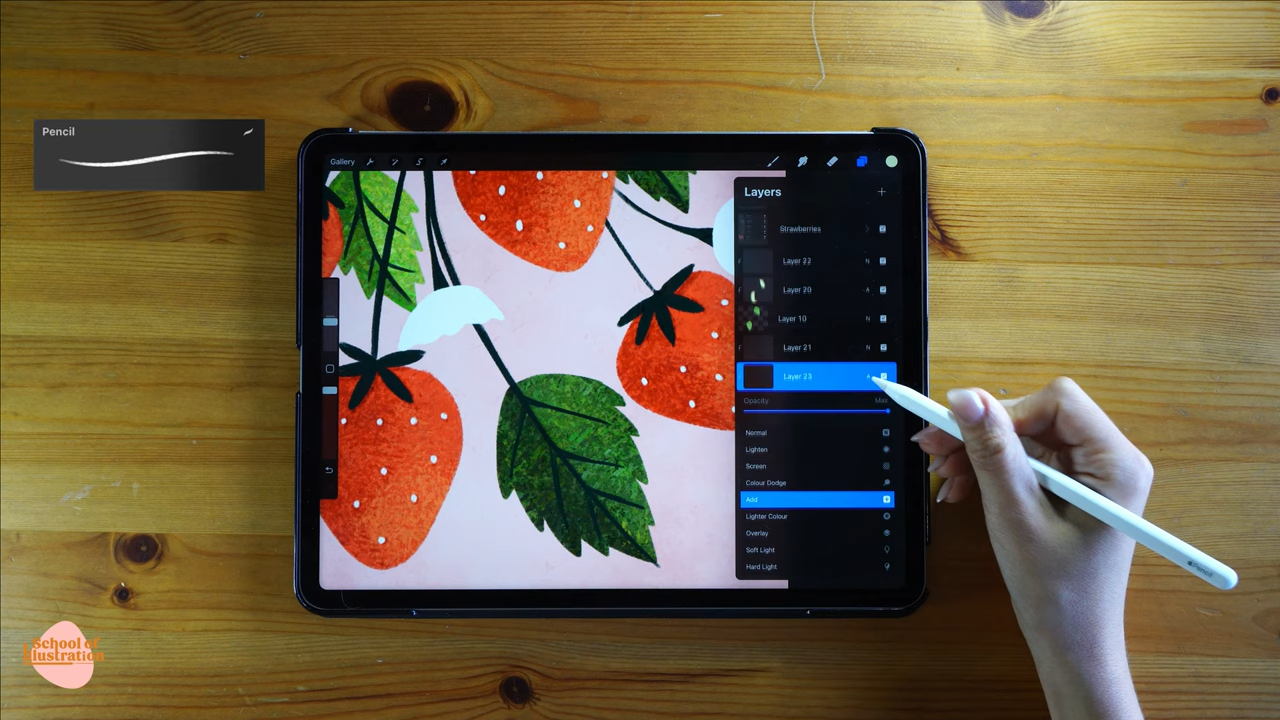 Pencil
Gallery
Layers
Strawberries
F Layer 22 N
F Layer 20 A
Layer 10 N
F Layer 21 N
Layer 23 A
Opacity Max
Normal
Lighten
Screen
Colour Dodge
Add
Lighter Colour
Overlay
Soft Light
Hard Light
Pencil
School of
Illustration